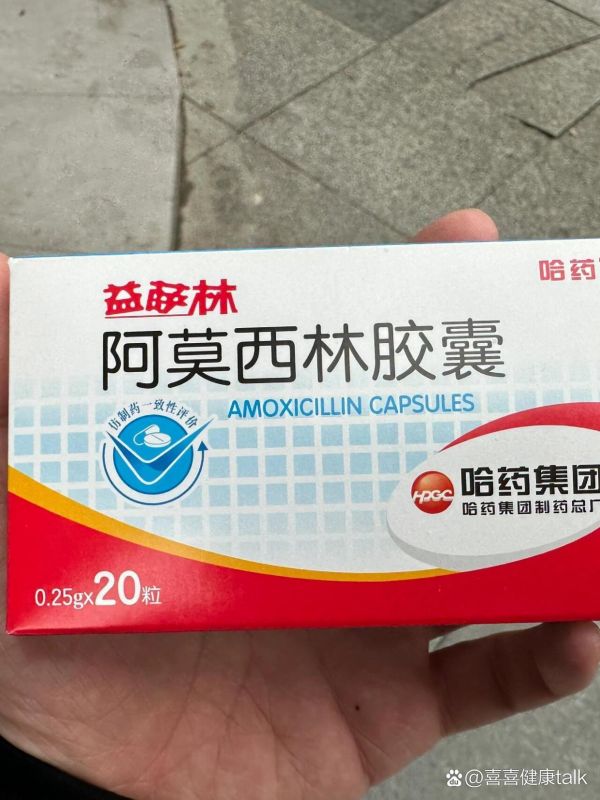 益萨林
哈药
阿莫西林胶囊
AMOXICILLIN CAPSULES
仿制药一致性评价
HPGC
哈药集团
哈药集团制药总厂
0.25gx20粒
@喜喜健康talk